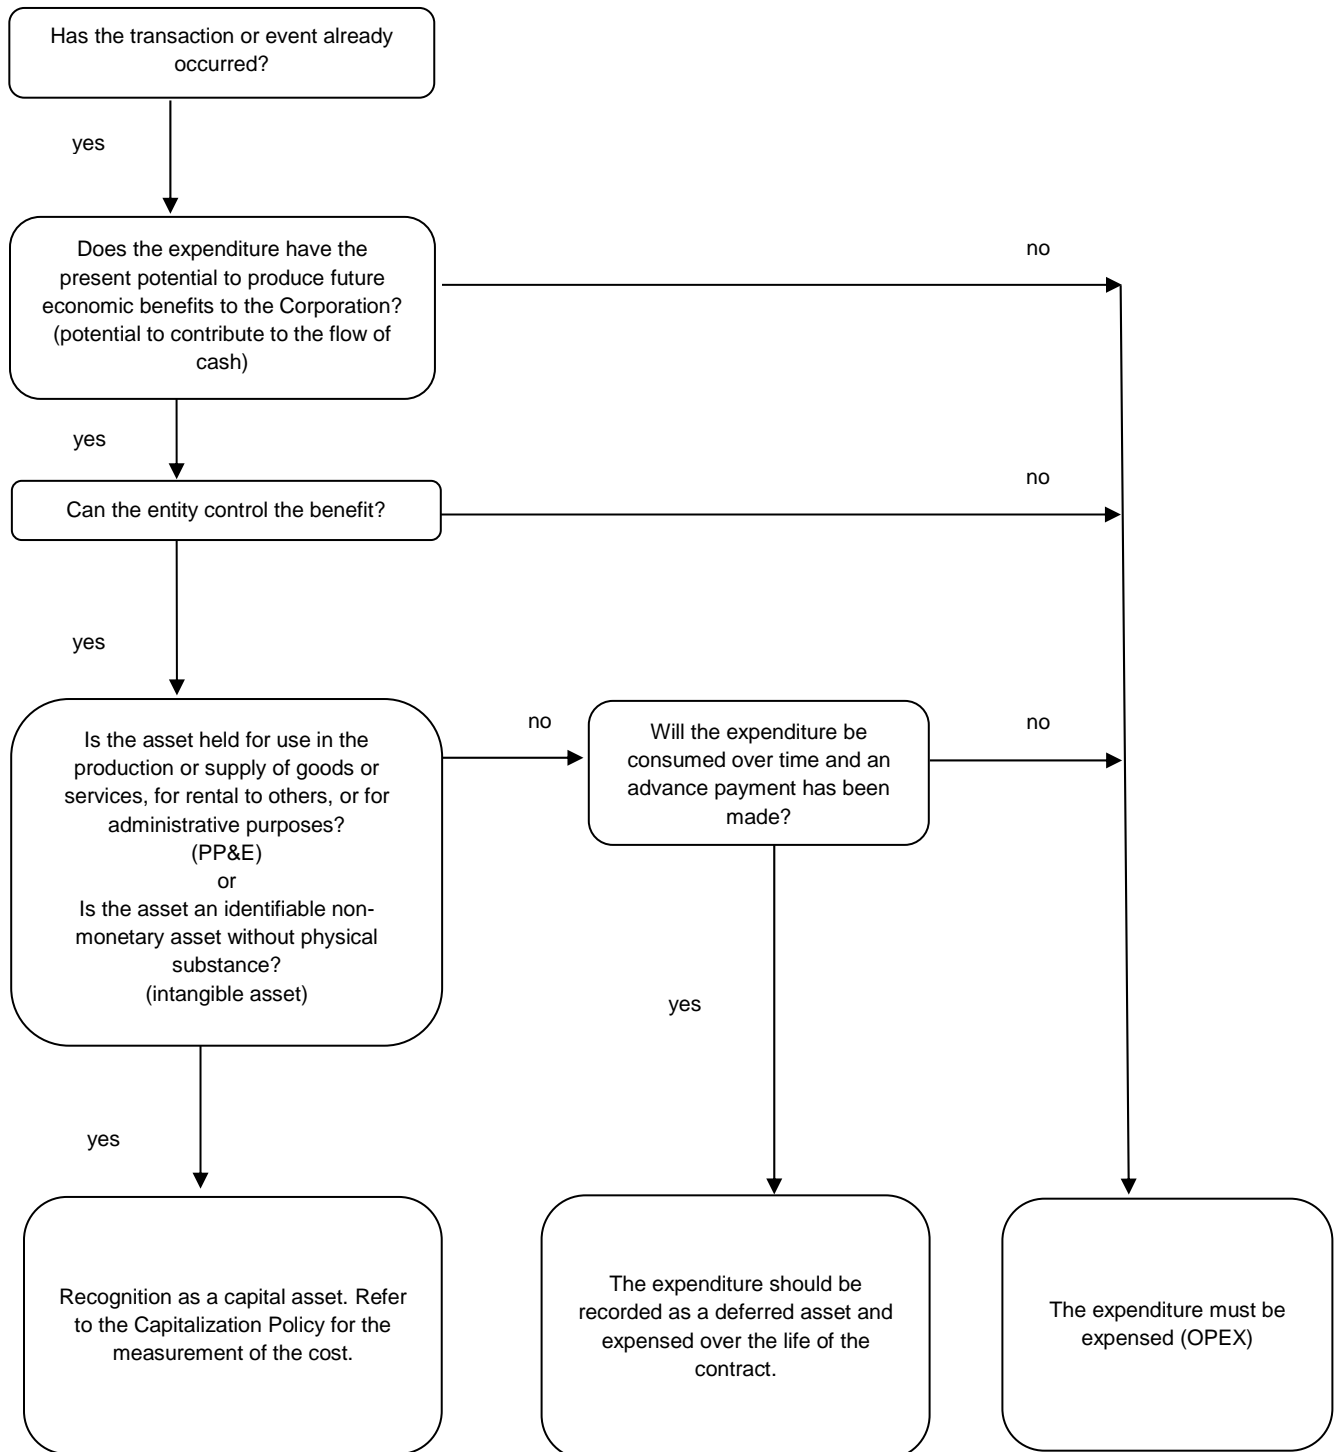 Has the transaction or event already
occurred?
yes
Does the expenditure have the
present potential to produce future
economic benefits to the Corporation?
(potential to contribute to the flow of
cash)
no
yes
Can the entity control the benefit?
no
yes
Is the asset held for use in the
production or supply of goods or
services, for rental to others, or for
administrative purposes?
(PP&E)
or
Is the asset an identifiable non-
monetary asset without physical
substance?
(intangible asset)
no
Will the expenditure be
consumed over time and an
advance payment has been
made?
no
yes
yes
Recognition as a capital asset. Refer
to the Capitalization Policy for the
measurement of the cost.
The expenditure should be
recorded as a deferred asset and
expensed over the life of the
contract.
The expenditure must be
expensed (OPEX)